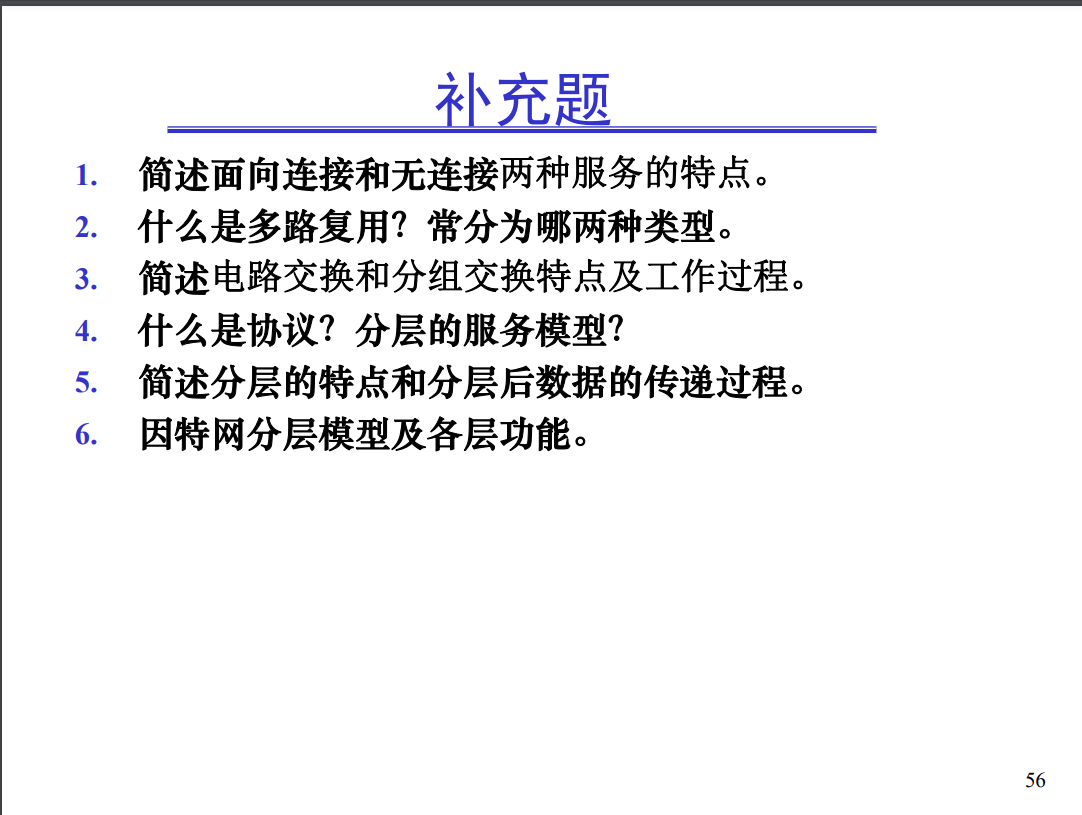 补充题
1. 简述面向连接和无连接两种服务的特点。
2. 什么是多路复用？常分为哪两种类型。
3. 简述电路交换和分组交换特点及工作过程。
4. 什么是协议？分层的服务模型？
5. 简述分层的特点和分层后数据的传递过程。
6. 因特网分层模型及各层功能。
56